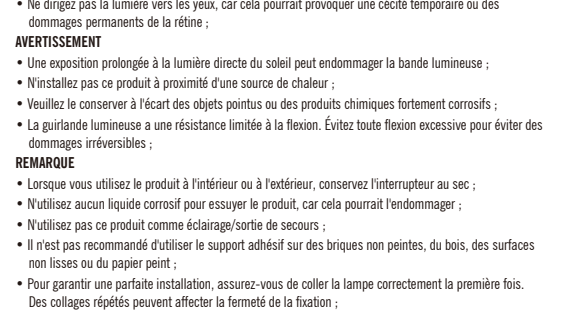 • Ne dirigez pas la lumière vers les yeux, car cela pourrait provoquer une cécité temporaire ou des
dommages permanents de la rétine ;
AVERTISSEMENT
• Une exposition prolongée à la lumière directe du soleil peut endommager la bande lumineuse ;
• N'installez pas ce produit à proximité d'une source de chaleur ;
• Veuillez le conserver à l'écart des objets pointus ou des produits chimiques fortement corrosifs ;
• La guirlande lumineuse a une résistance limitée à la flexion. Évitez toute flexion excessive pour éviter des
dommages irréversibles ;
REMARQUE
• Lorsque vous utilisez le produit à l'intérieur ou à l'extérieur, conservez l'interrupteur au sec ;
• N'utilisez aucun liquide corrosif pour essuyer le produit, car cela pourrait l'endommager ;
• N'utilisez pas ce produit comme éclairage/sortie de secours ;
• Il n'est pas recommandé d'utiliser le support adhésif sur des briques non peintes, du bois, des surfaces
non lisses ou du papier peint ;
• Pour garantir une parfaite installation, assurez-vous de coller la lampe correctement la première fois.
Des collages répétés peuvent affecter la fermeté de la fixation ;